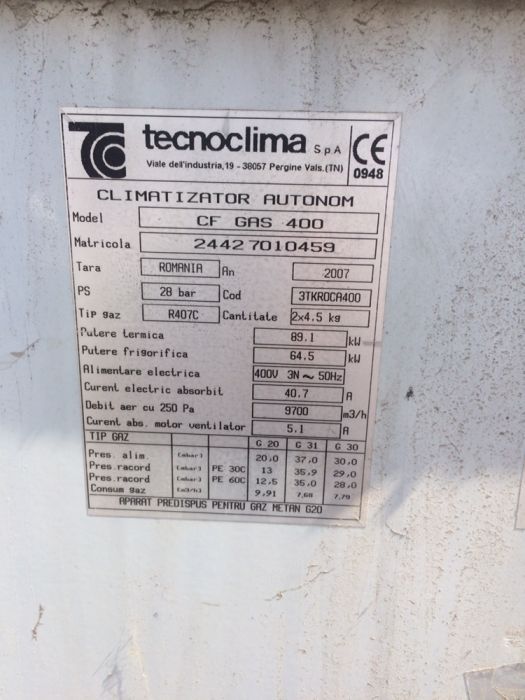 tecnoclima S.p.A
Viale dell'industria, 19 - 38057 Pergine Vals. (TN)
CE
0948
CLIMATIZATOR AUTONOM
Model CF GAS 400
Matricola 24427010459
Tara ROMANIA An 2007
PS 28 bar Cod 3TKROCA400
Tip gaz R407C Cantitate 2x4.5 kg
Putere termica 89.1 kW
Putere frigorifica 64.5 kW
Alimentare electrica 400V 3N ~ 50Hz
Curent electric absorbit 40.7 A
Debit aer cu 250 Pa 9700 m3/h
Curent abs. motor ventilator 5.1 A
TIP GAZ G 20 G 31 G 30
Pres. alim. (mbar) 20,0 37,0 30,0
Pres. racord (mbar) PE 30C 13 35,9 29,0
Pres. racord (mbar) PE 60C 12,5 35,0 28,0
Consum gaz (m3/h) 9,91 7,68 7,79
APARAT PREDISPUS PENTRU GAZ METAN G20